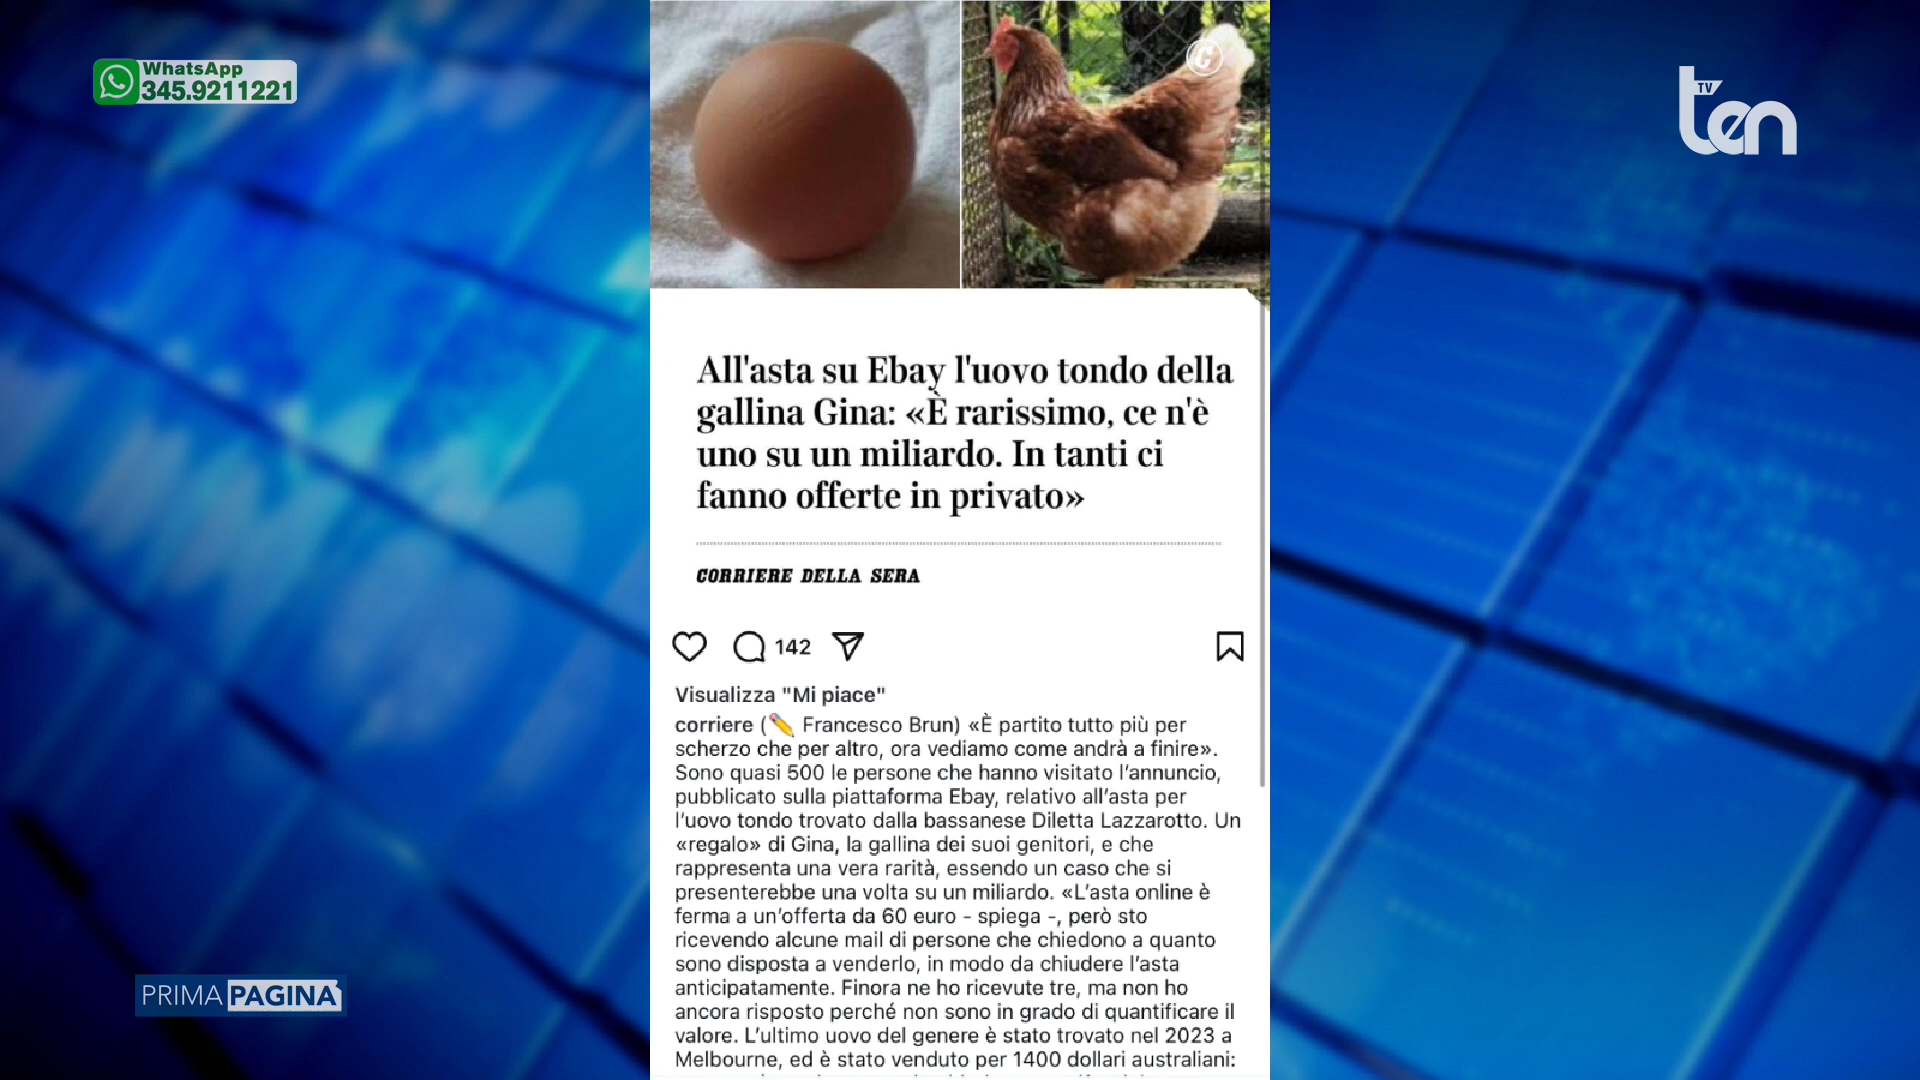 WhatsApp
345.9211221
TV
ten
C
All'asta su Ebay l'uovo tondo della
gallina Gina: «È rarissimo, ce n'è
uno su un miliardo. In tanti ci
fanno offerte in privato»
CORRIERE DELLA SERA
142
Visualizza "Mi piace"
corriere (✏️ Francesco Brun) «È partito tutto più per
scherzo che per altro, ora vediamo come andrà a finire».
Sono quasi 500 le persone che hanno visitato l’annuncio,
pubblicato sulla piattaforma Ebay, relativo all’asta per
l’uovo tondo trovato dalla bassanese Diletta Lazzarotto. Un
«regalo» di Gina, la gallina dei suoi genitori, e che
rappresenta una vera rarità, essendo un caso che si
presenterebbe una volta su un miliardo. «L’asta online è
ferma a un’offerta da 60 euro - spiega -, però sto
ricevendo alcune mail di persone che chiedono a quanto
sono disposta a venderlo, in modo da chiudere l’asta
anticipatamente. Finora ne ho ricevute tre, ma non ho
ancora risposto perché non sono in grado di quantificare il
valore. L’ultimo uovo del genere è stato trovato nel 2023 a
Melbourne, ed è stato venduto per 1400 dollari australiani:
PRIMA PAGINA